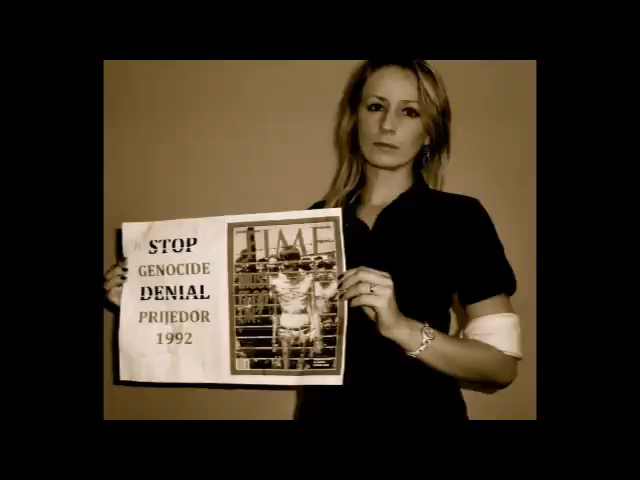 STOP
GENOCIDE
DENIAL
PRIJEDOR
1992
TIME